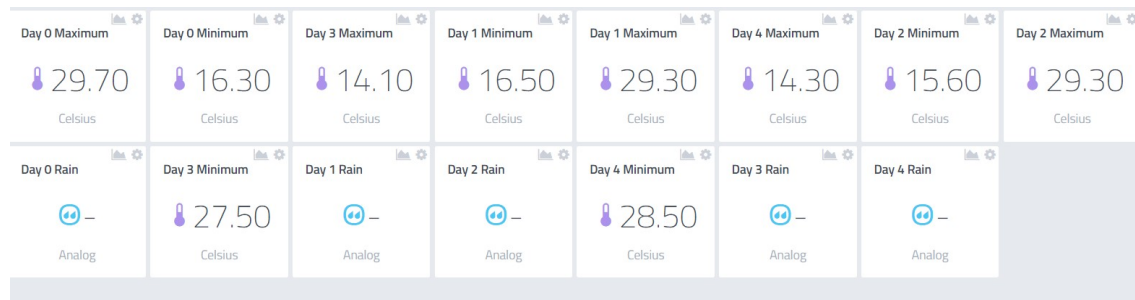 Day 0 Maximum
29.70
Celsius
Day 0 Minimum
16.30
Celsius
Day 3 Maximum
14.10
Celsius
Day 1 Minimum
16.50
Celsius
Day 1 Maximum
29.30
Celsius
Day 4 Maximum
14.30
Celsius
Day 2 Minimum
15.60
Celsius
Day 2 Maximum
29.30
Celsius
Day 0 Rain
–
Analog
Day 3 Minimum
27.50
Celsius
Day 1 Rain
–
Analog
Day 2 Rain
–
Analog
Day 4 Minimum
28.50
Celsius
Day 3 Rain
–
Analog
Day 4 Rain
–
Analog